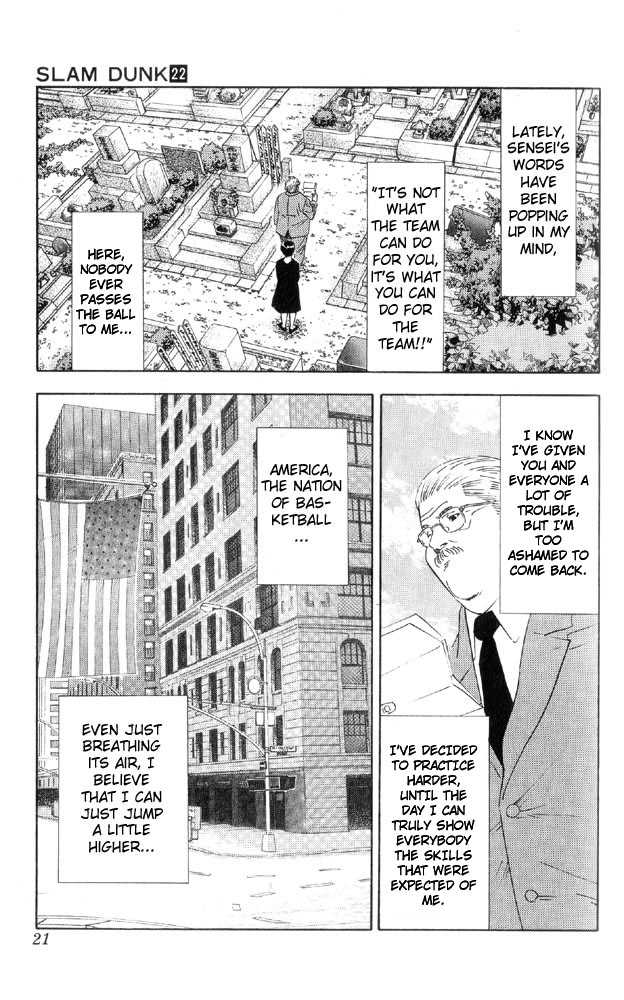 SLAM DUNK 22
LATELY,
SENSEI'S
WORDS
HAVE
BEEN
POPPING
UP IN MY
MIND,
"IT'S NOT
WHAT
THE TEAM
CAN DO
FOR YOU,
IT'S WHAT
YOU CAN
DO FOR
THE
TEAM!!"
HERE,
NOBODY
EVER
PASSES
THE BALL
TO ME...
I KNOW
I'VE GIVEN
YOU AND
EVERYONE
A LOT
OF
TROUBLE,
BUT I'M
TOO
ASHAMED TO
COME BACK.
I'VE DECIDED
TO PRACTICE
HARDER,
UNTIL THE
DAY I CAN
TRULY SHOW
EVERYBODY
THE SKILLS
THAT WERE
EXPECTED OF
ME.
AMERICA,
THE NATION
OF BAS-
KETBALL
...
EVEN JUST
BREATHING
ITS AIR, I
BELIEVE
THAT I CAN
JUST JUMP
A LITTLE
HIGHER...
21